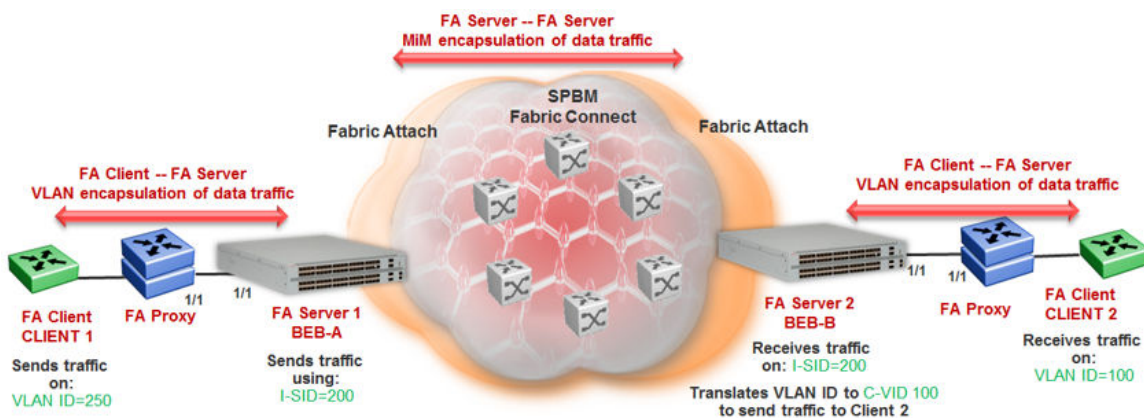 FA Server -- FA Server
MiM encapsulation of data traffic
SPBM
Fabric Connect
Fabric Attach
Fabric Attach
FA Client -- FA Server
VLAN encapsulation of data traffic
FA Client -- FA Server
VLAN encapsulation of data traffic
1/1
1/1
1/1
1/1
FA Client
CLIENT 1
Sends traffic
on:
VLAN ID=250
FA Proxy
FA Server 1
BEB-A
Sends traffic
using:
I-SID=200
FA Server 2
BEB-B
Receives traffic
on: I-SID=200
Translates VLAN ID to C-VID 100
to send traffic to Client 2
FA Proxy
FA Client
CLIENT 2
Receives traffic
on:
VLAN ID=100